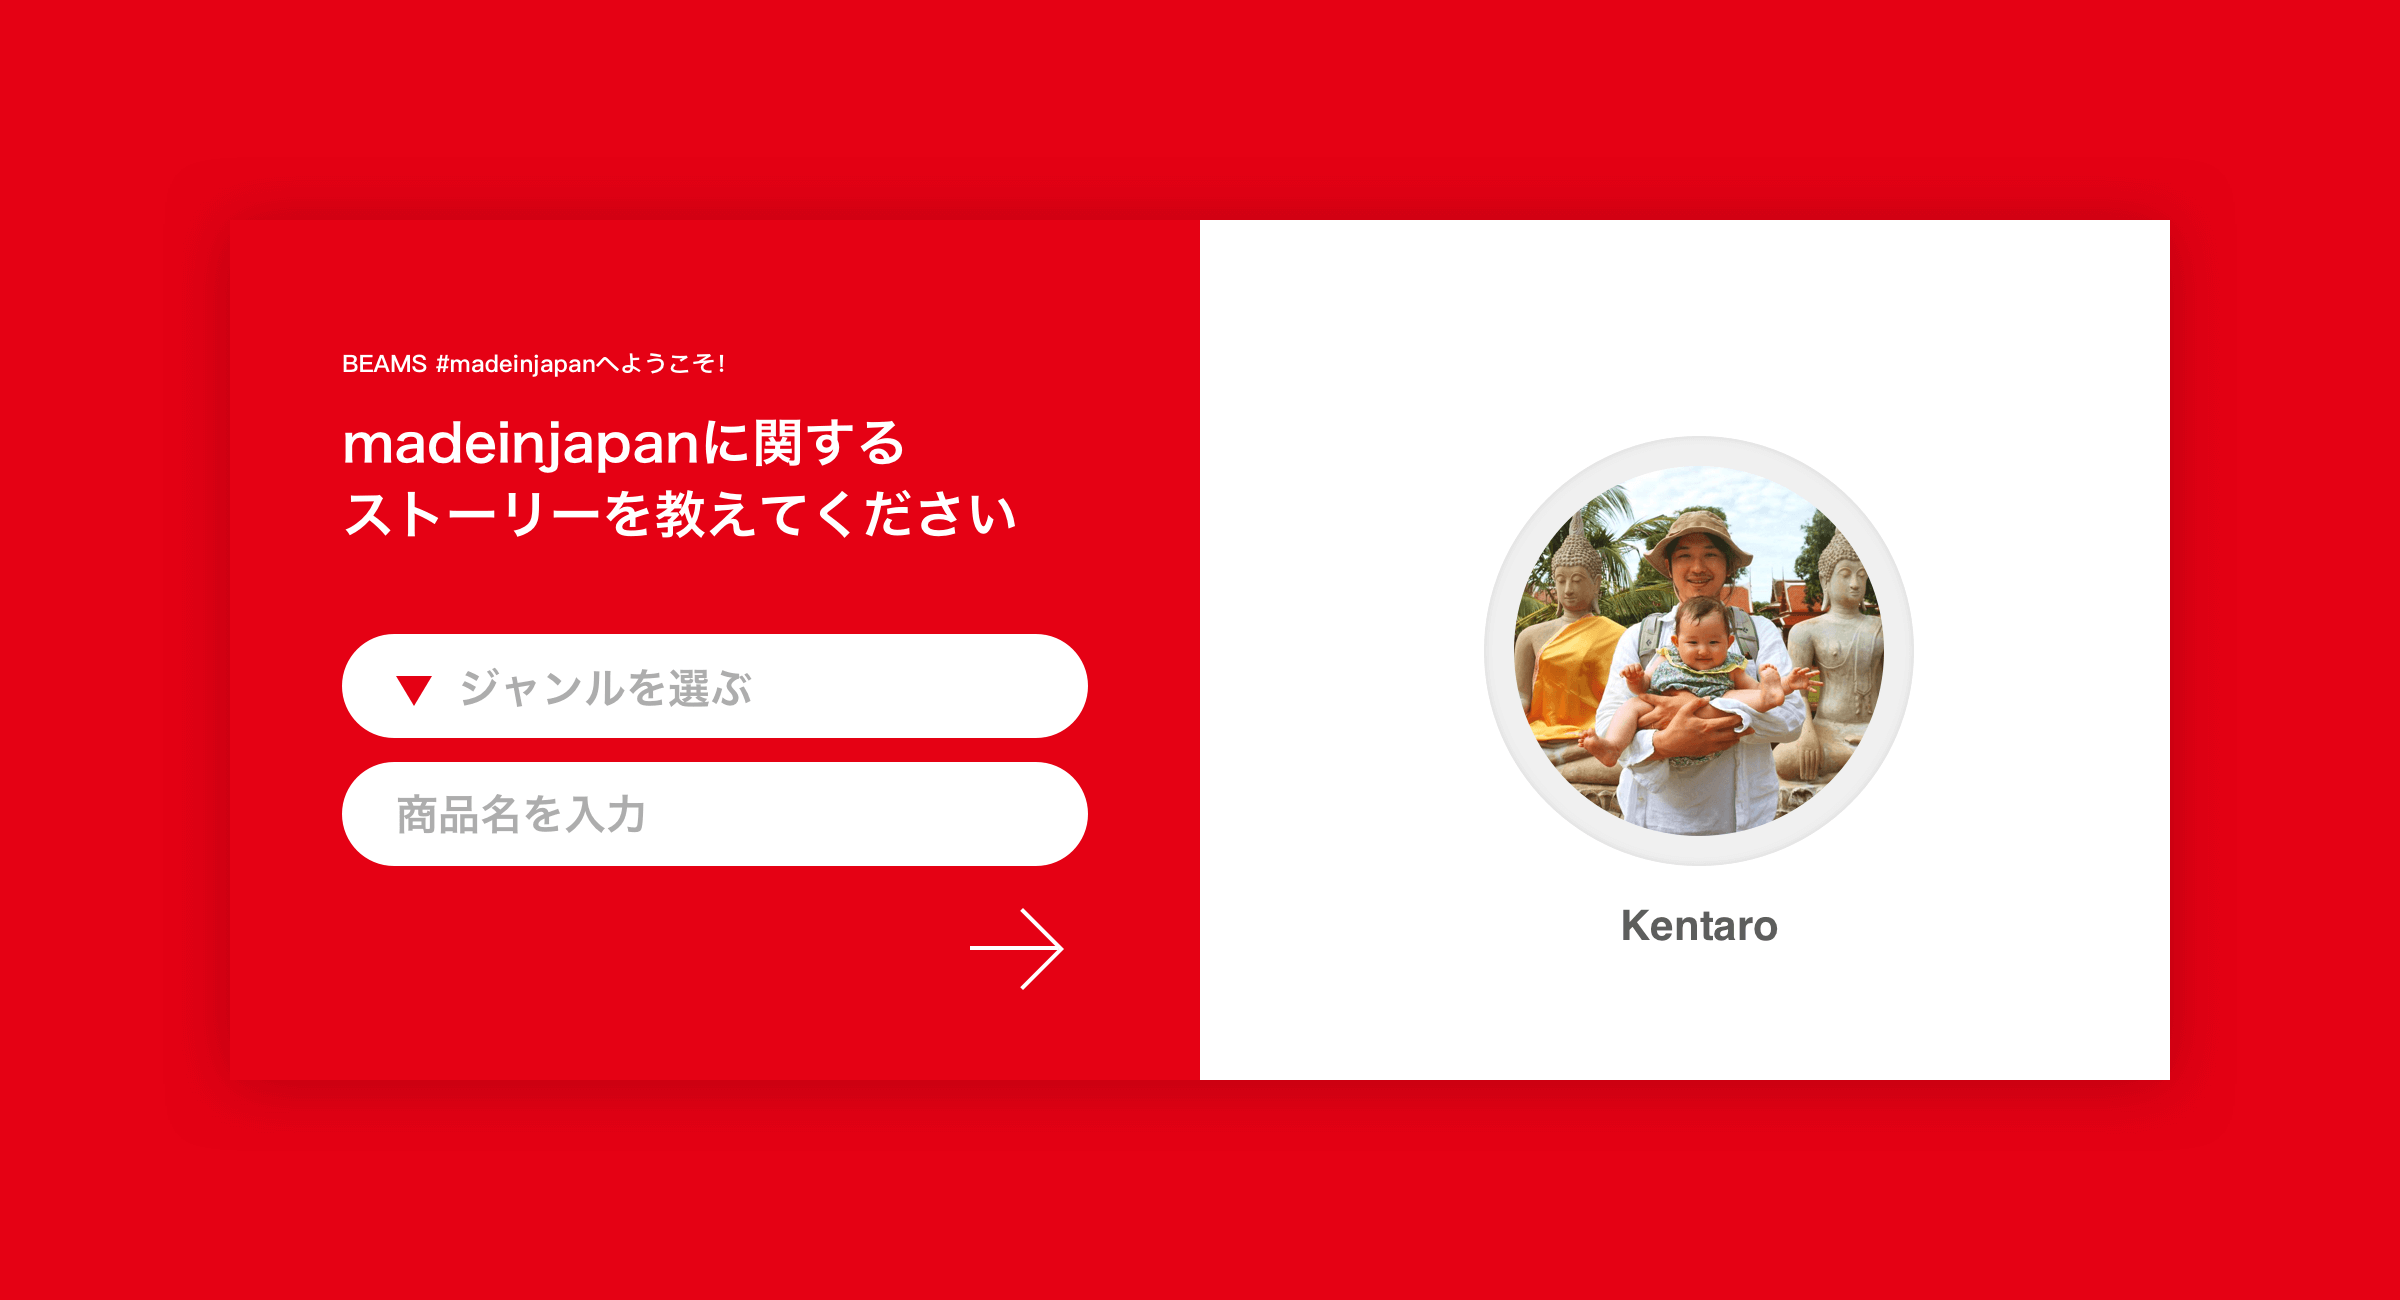 BEAMS #madeinjapanへようこそ!
madeinjapanに関する
ストーリーを教えてください
▼ ジャンルを選ぶ
商品名を入力
Kentaro